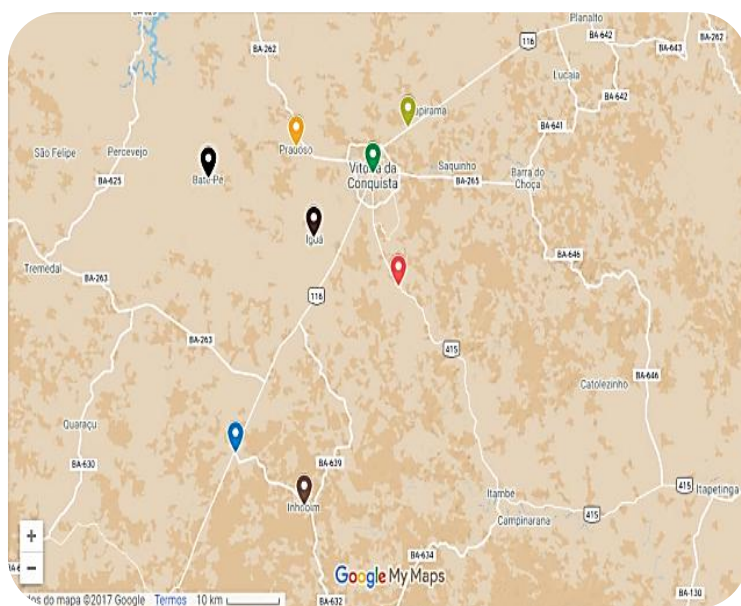 Planalto
BA-262
116
BA-642
BA-643
BA-262
Lucaia
BA-642
BA-641
São Felipe
Percevejo
BA-625
Bate-Pé
Pradoso
Vitória da
Conquista
Saquinho
BA-265
Barra do
Choça
Iguá
BA-646
Tremedal
BA-263
116
BA-263
415
Catolezinho
BA-646
Quaraçu
BA-630
BA-639
Inhobim
Itambé
Campinarana
415
415
Itapetinga
BA-634
BA-632
BA-130
+
−
Google My Maps
do mapa ©2017 Google Termos 10 km